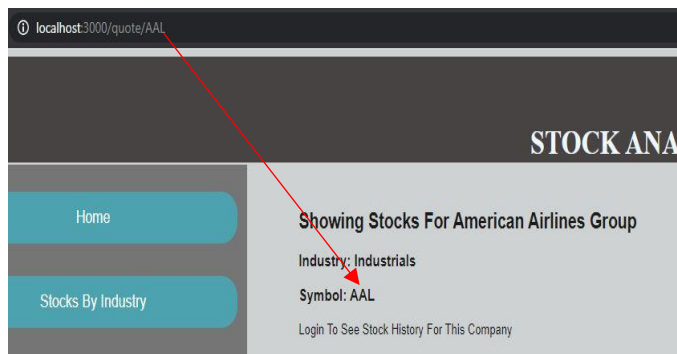 localhost:3000/quote/AAL
STOCK ANA
Home
Showing Stocks For American Airlines Group
Industry: Industrials
Stocks By Industry
Symbol: AAL
Login To See Stock History For This Company